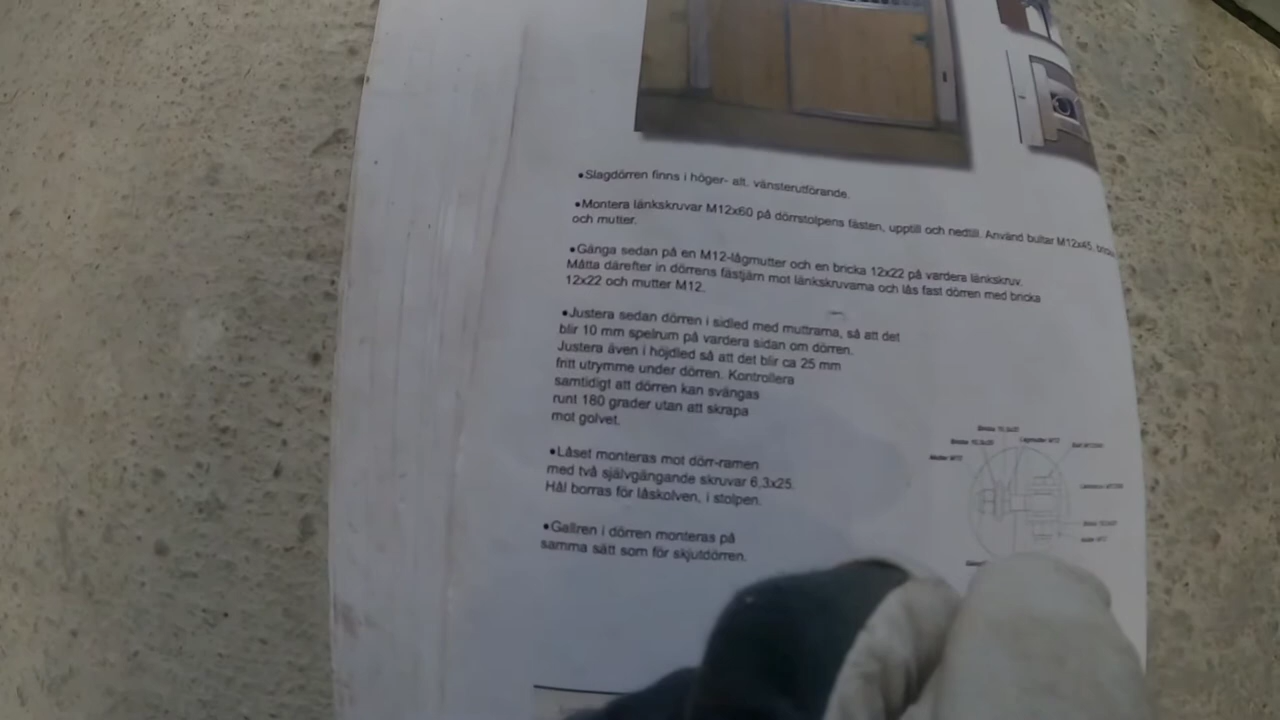 •Slagdörren finns i höger- alt. vänsterutförande.
•Montera länkskruvar M12x60 på dörrstolpens fästen, upptill och nedtill. Använd bultar M12x45,
och mutter.
•Gänga sedan på en M12-lågmutter och en bricka 12x22 på vardera länkskruv.
Måtta därefter in dörrens fästjärn mot länkskruvarna och lås fast dörren med bricka
12x22 och mutter M12.
•Justera sedan dörren i sidled med muttrarna, så att det
blir 10 mm spelrum på vardera sidan om dörren.
Justera även i höjdled så att det blir ca 25 mm
fritt utrymme under dörren. Kontrollera
samtidigt att dörren kan svängas
runt 180 grader utan att skrapa
mot golvet.
•Låset monteras mot dörr-ramen
med två självgängande skruvar 6,3x25.
Hål borras för låskolven, i stolpen.
•Gallren i dörren monteras på
samma sätt som för skjutdörren.